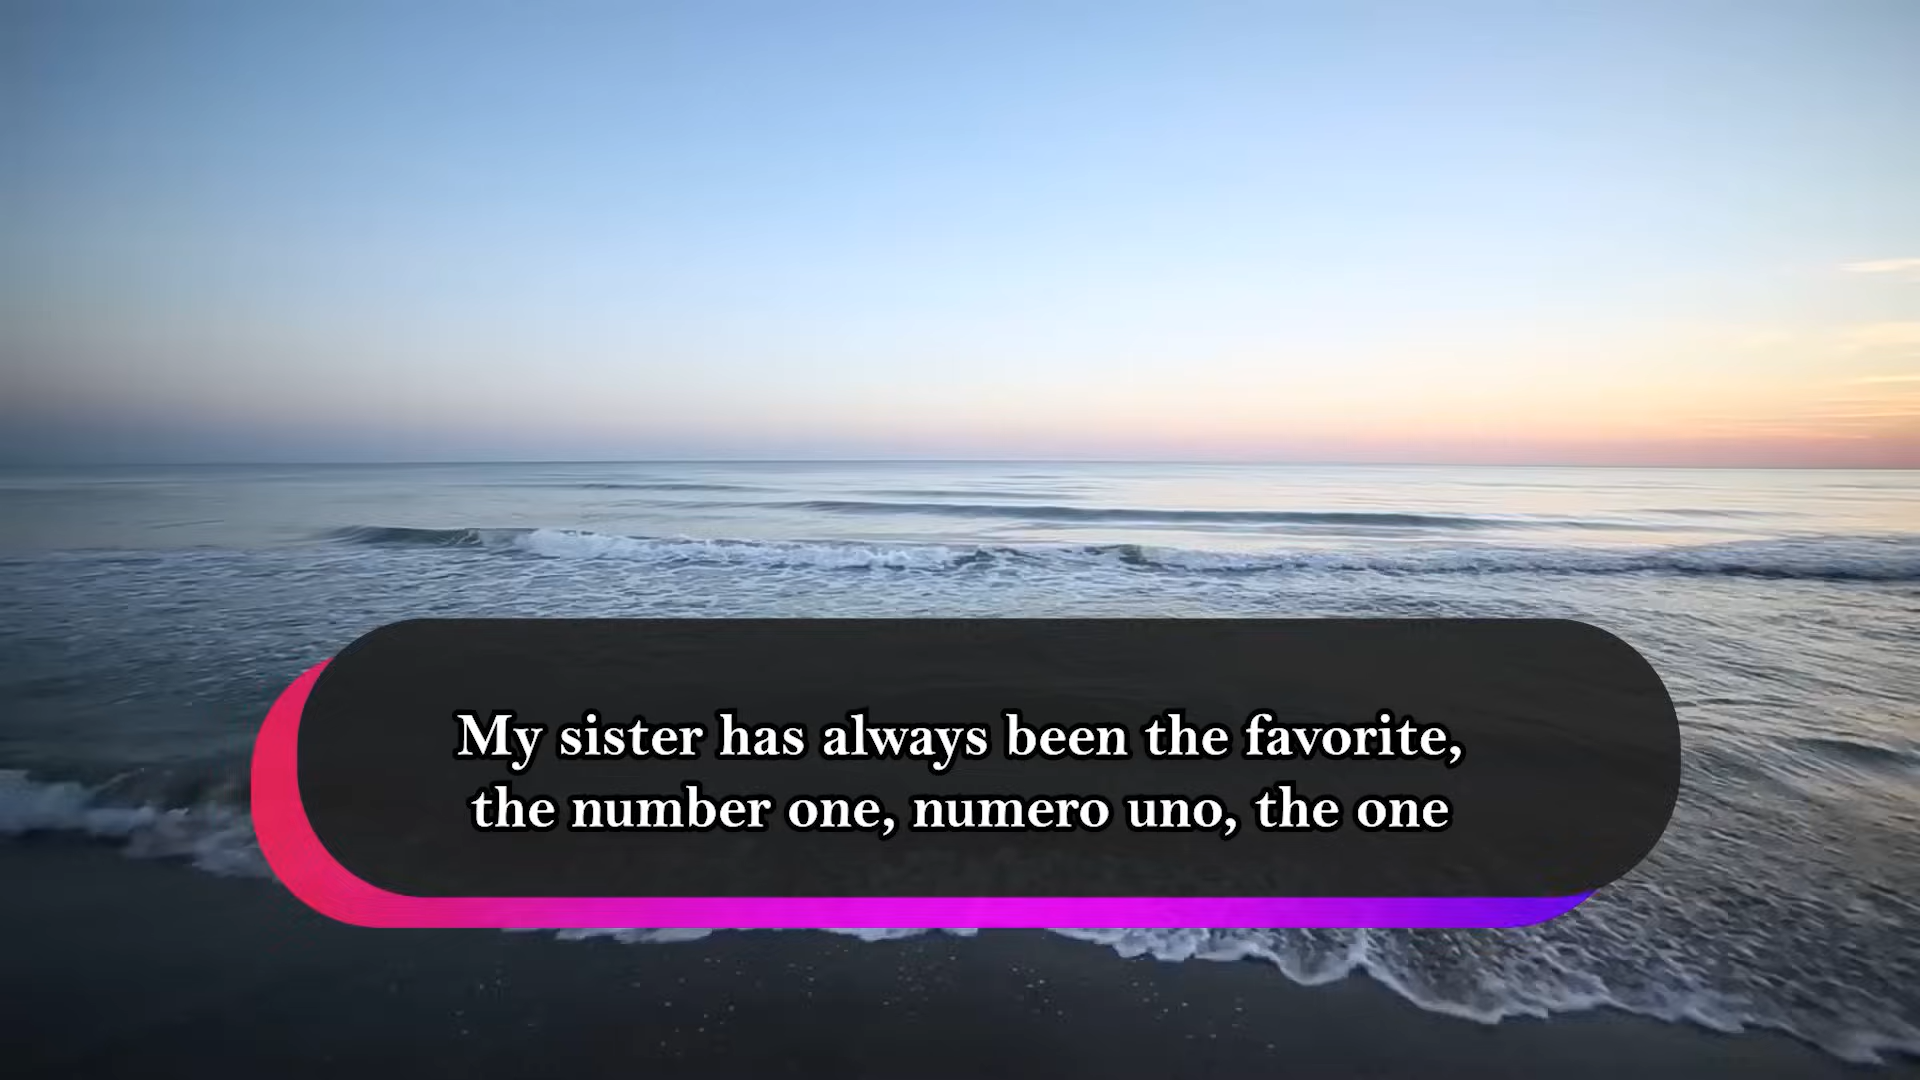 My sister has always been the favorite,
the number one, numero uno, the one